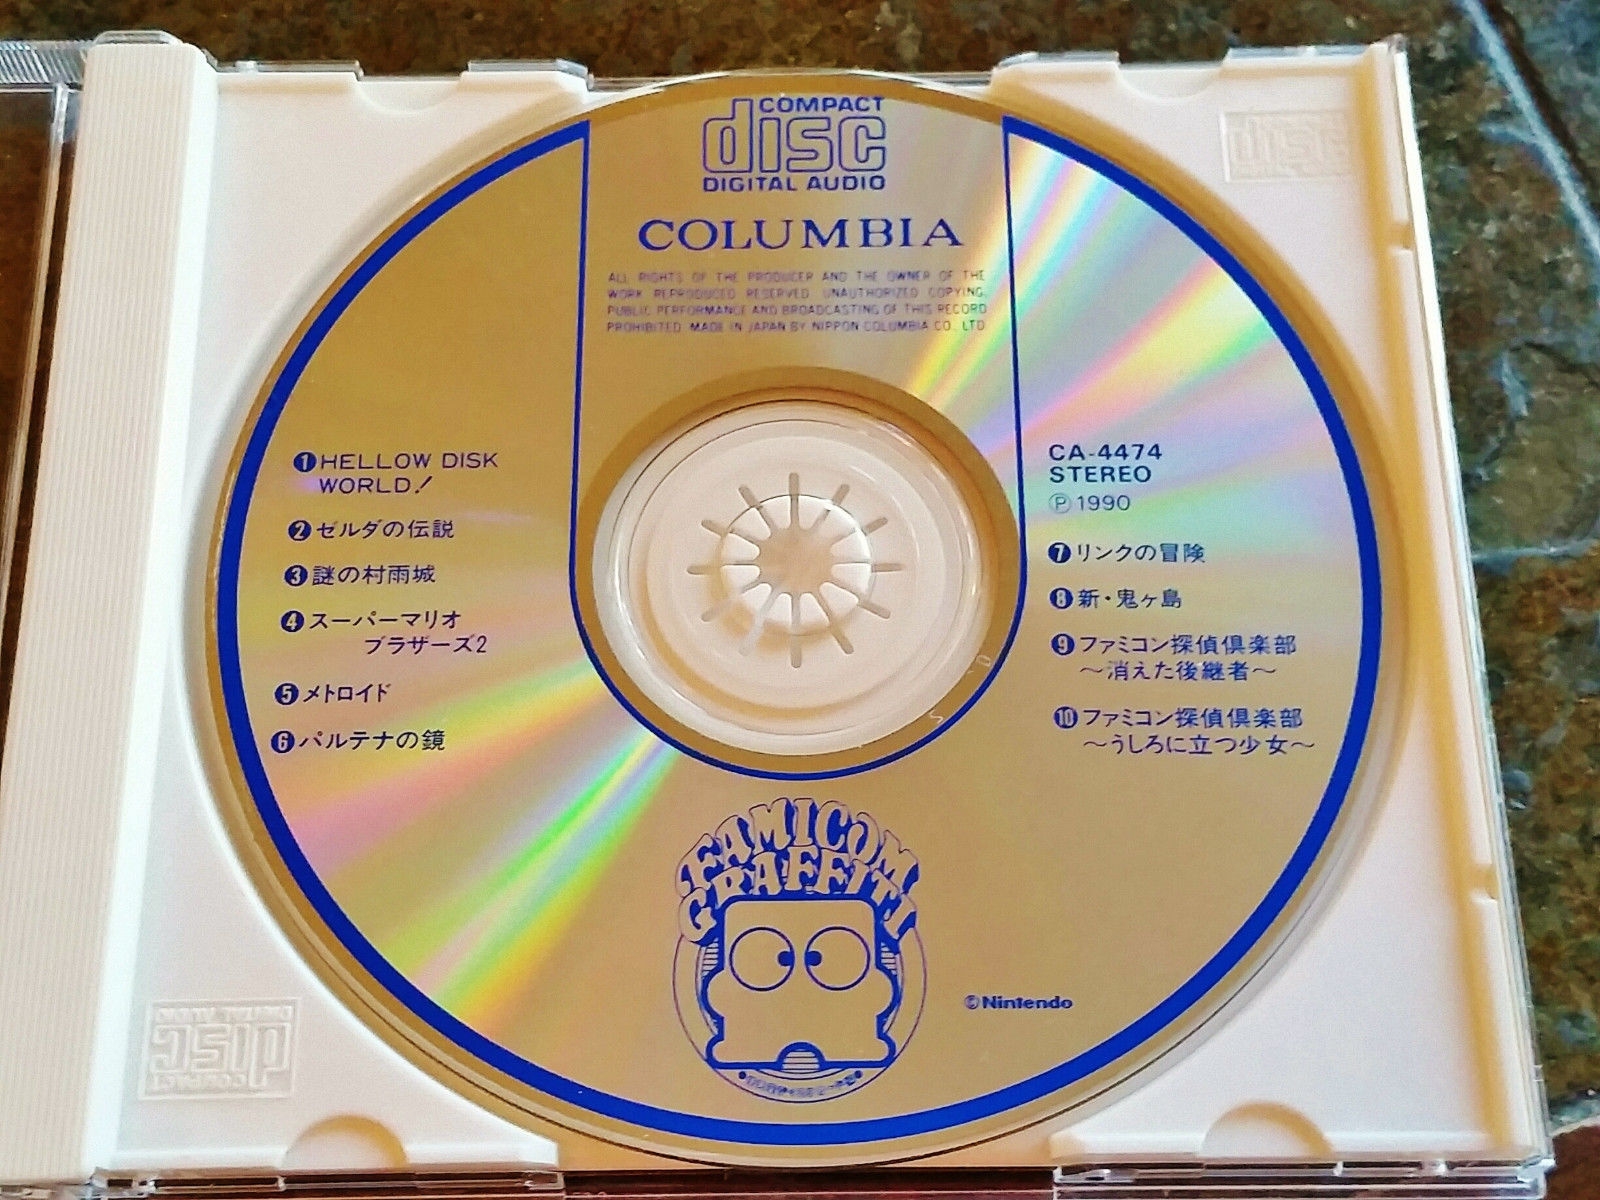 COMPACT
disc
DIGITAL AUDIO
COLUMBIA
ALL RIGHTS OF THE PRODUCER AND THE OWNER OF THE
WORK REPRODUCED RESERVED. UNAUTHORIZED COPYING,
PUBLIC PERFORMANCE AND BROADCASTING OF THIS RECORD
PROHIBITED. MADE IN JAPAN BY NIPPON COLUMBIA CO., LTD.
❶HELLOW DISK
WORLD!
❷ゼルダの伝説
❸謎の村雨城
❹スーパーマリオ
ブラザーズ2
❺メトロイド
❻パルテナの鏡
CA-4474
STEREO
Ⓟ1990
❼リンクの冒険
❽新・鬼ヶ島
❾ファミコン探偵倶楽部
〜消えた後継者〜
❿ファミコン探偵倶楽部
〜うしろに立つ少女〜
FAMICOM
GRAFFITI
©Nintendo
disc
DIGITAL AUDIO
COMPACT
disc